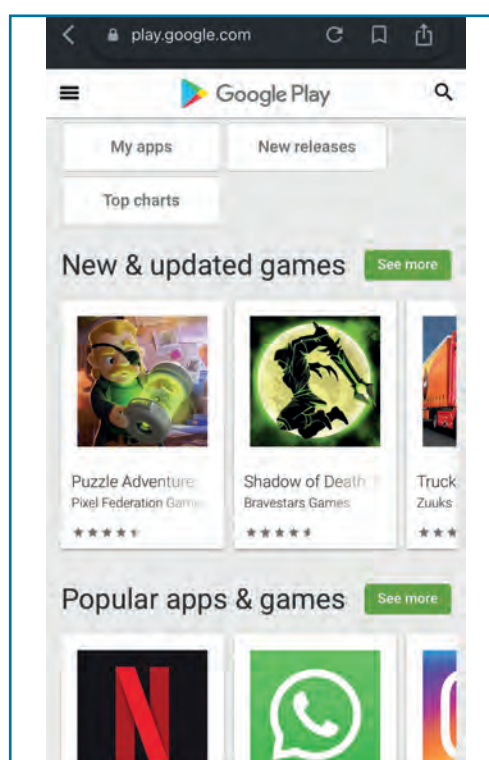 play.google.com
Google Play
My apps New releases
Top charts
New & updated games See more
Puzzle Adventure Shadow of Death Truck
Pixel Federation Game Bravestars Games Zuuks
Popular apps & games See more
N